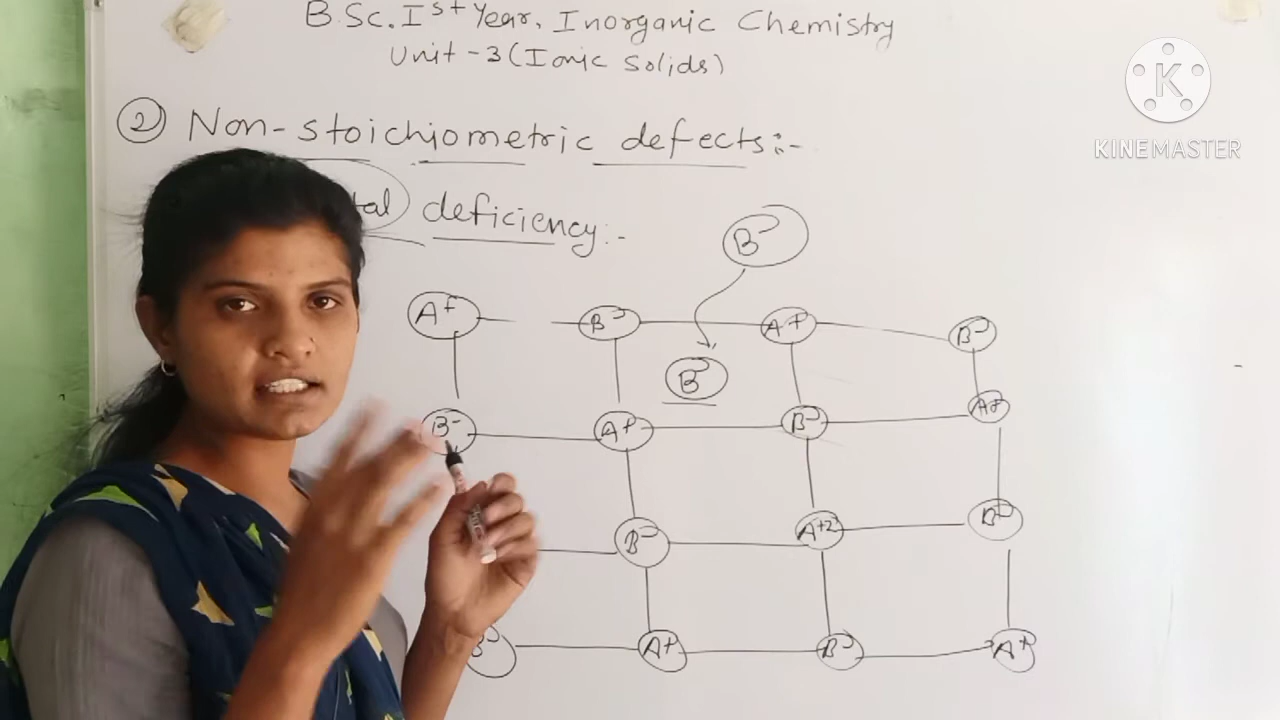 B.Sc. Ist Year, Inorganic Chemistry
Unit - 3 (Ionic Solids)
K
KINEMASTER
② Non-stoichiometric defects:-
deficiency:-
B⁻
A⁺ B⁻ A⁺ B⁻
B⁻
B⁻ A⁺ B⁻ A⁺
B⁻ A⁺² B⁻
B⁻ A⁺ B⁻ A⁺